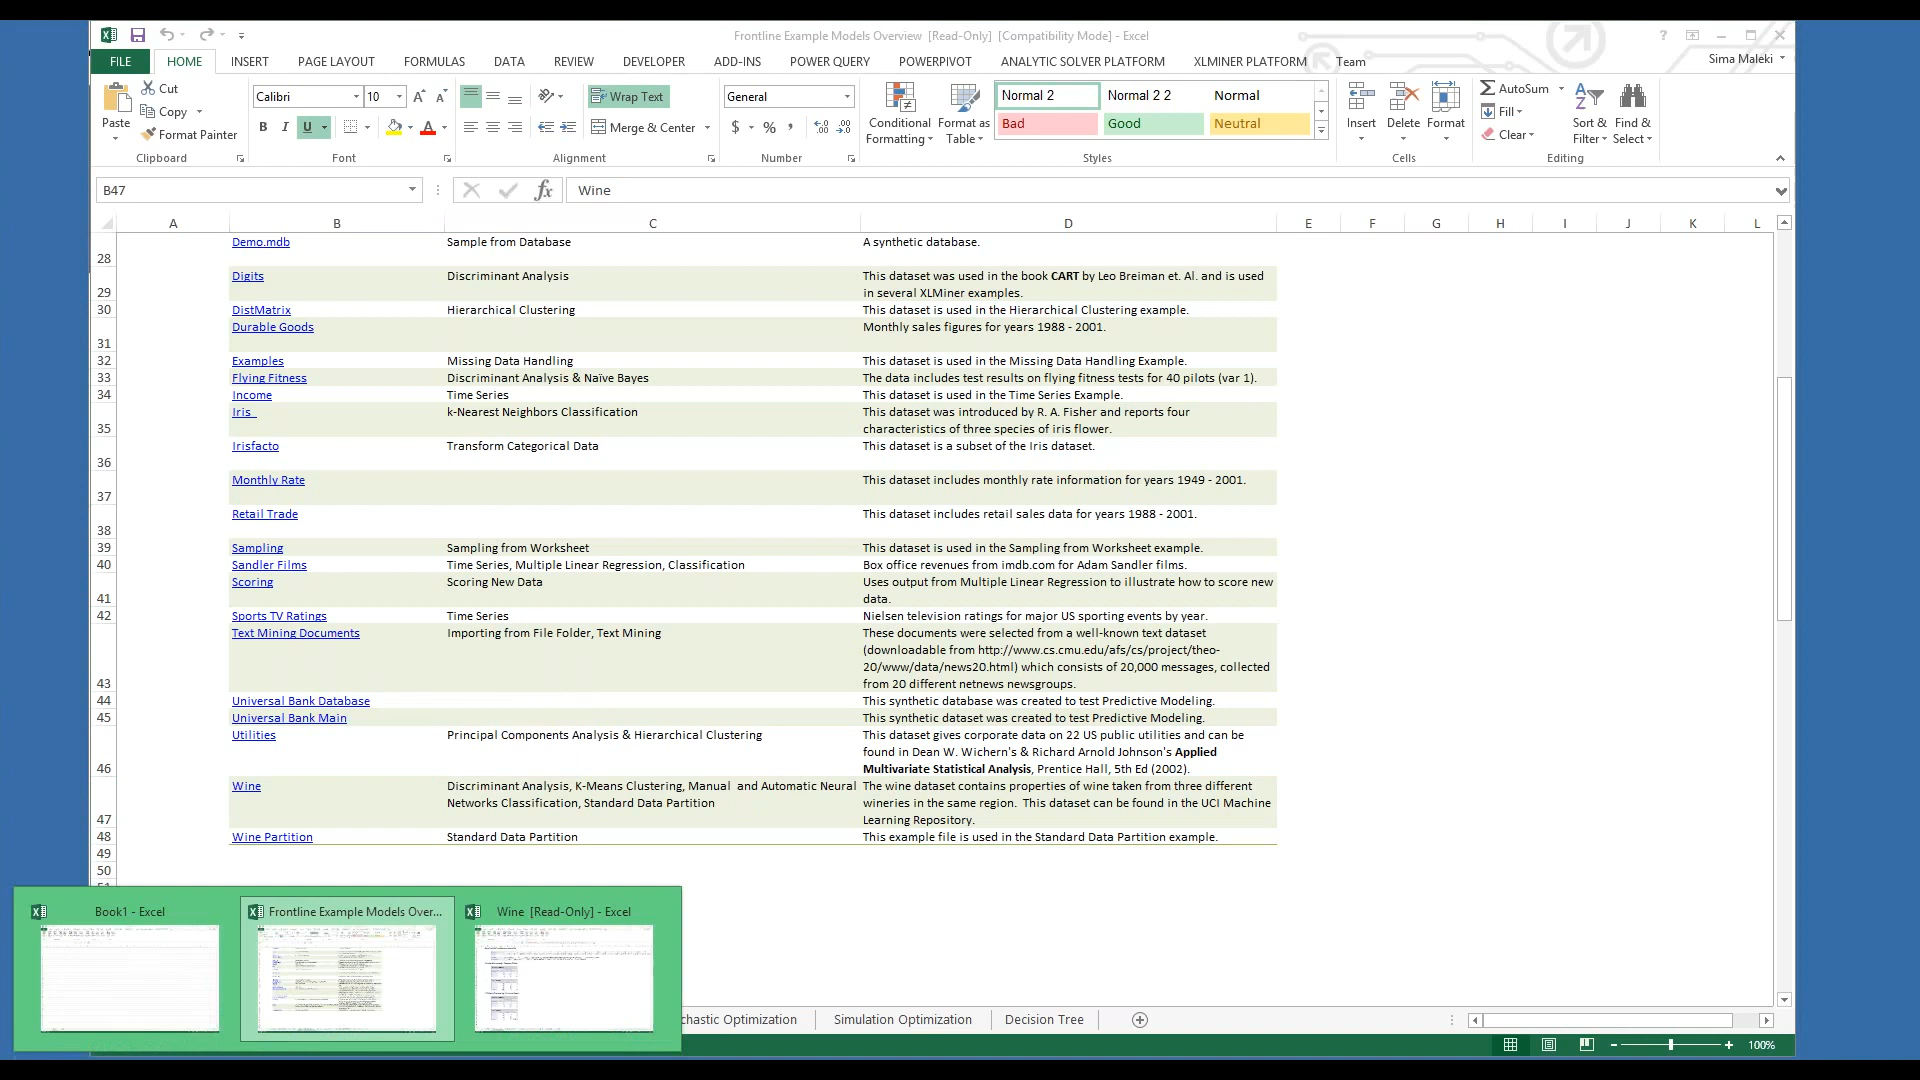 Frontline Example Models Overview [Read-Only] [Compatibility Mode] - Excel
?
FILE HOME INSERT PAGE LAYOUT FORMULAS DATA REVIEW DEVELOPER ADD-INS POWER QUERY POWERPIVOT ANALYTIC SOLVER PLATFORM XLMINER PLATFORM Team Sima Maleki
Paste
Cut
Copy
Format Painter
Clipboard
Calibri 10
B I U
Font
Wrap Text
Merge & Center
Alignment
General
$ % ,
Number
Conditional Formatting
Format as Table
Normal 2 Normal 2 2 Normal
Bad Good Neutral
Styles
Insert Delete Format
Cells
AutoSum
Fill
Clear
Sort & Filter
Find & Select
Editing
B47 fx Wine
A B C D E F G H I J K L
28 Demo.mdb Sample from Database A synthetic database.
29 Digits Discriminant Analysis This dataset was used in the book CART by Leo Breiman et. Al. and is used
in several XLMiner examples.
30 DistMatrix Hierarchical Clustering This dataset is used in the Hierarchical Clustering example.
31 Durable Goods Monthly sales figures for years 1988 - 2001.
32 Examples Missing Data Handling This dataset is used in the Missing Data Handling Example.
33 Flying Fitness Discriminant Analysis & Naïve Bayes The data includes test results on flying fitness tests for 40 pilots (var 1).
34 Income Time Series This dataset is used in the Time Series Example.
35 Iris k-Nearest Neighbors Classification This dataset was introduced by R. A. Fisher and reports four
characteristics of three species of iris flower.
36 Irisfacto Transform Categorical Data This dataset is a subset of the Iris dataset.
37 Monthly Rate This dataset includes monthly rate information for years 1949 - 2001.
38 Retail Trade This dataset includes retail sales data for years 1988 - 2001.
39 Sampling Sampling from Worksheet This dataset is used in the Sampling from Worksheet example.
40 Sandler Films Time Series, Multiple Linear Regression, Classification Box office revenues from imdb.com for Adam Sandler films.
41 Scoring Scoring New Data Uses output from Multiple Linear Regression to illustrate how to score new
data.
42 Sports TV Ratings Time Series Nielsen television ratings for major US sporting events by year.
43 Text Mining Documents Importing from File Folder, Text Mining These documents were selected from a well-known text dataset
(downloadable from http://www.cs.cmu.edu/afs/cs/project/theo-
20/www/data/news20.html) which consists of 20,000 messages, collected
from 20 different netnews newsgroups.
44 Universal Bank Database This synthetic database was created to test Predictive Modeling.
45 Universal Bank Main This synthetic dataset was created to test Predictive Modeling.
46 Utilities Principal Components Analysis & Hierarchical Clustering This dataset gives corporate data on 22 US public utilities and can be
found in Dean W. Wichern's & Richard Arnold Johnson's Applied
Multivariate Statistical Analysis, Prentice Hall, 5th Ed (2002).
47 Wine Discriminant Analysis, K-Means Clustering, Manual and Automatic Neural The wine dataset contains properties of wine taken from three different
Networks Classification, Standard Data Partition wineries in the same region. This dataset can be found in the UCI Machine
Learning Repository.
48 Wine Partition Standard Data Partition This example file is used in the Standard Data Partition example.
49
50
Book1 - Excel Frontline Example Models Over... Wine [Read-Only] - Excel
chastic Optimization Simulation Optimization Decision Tree
100%